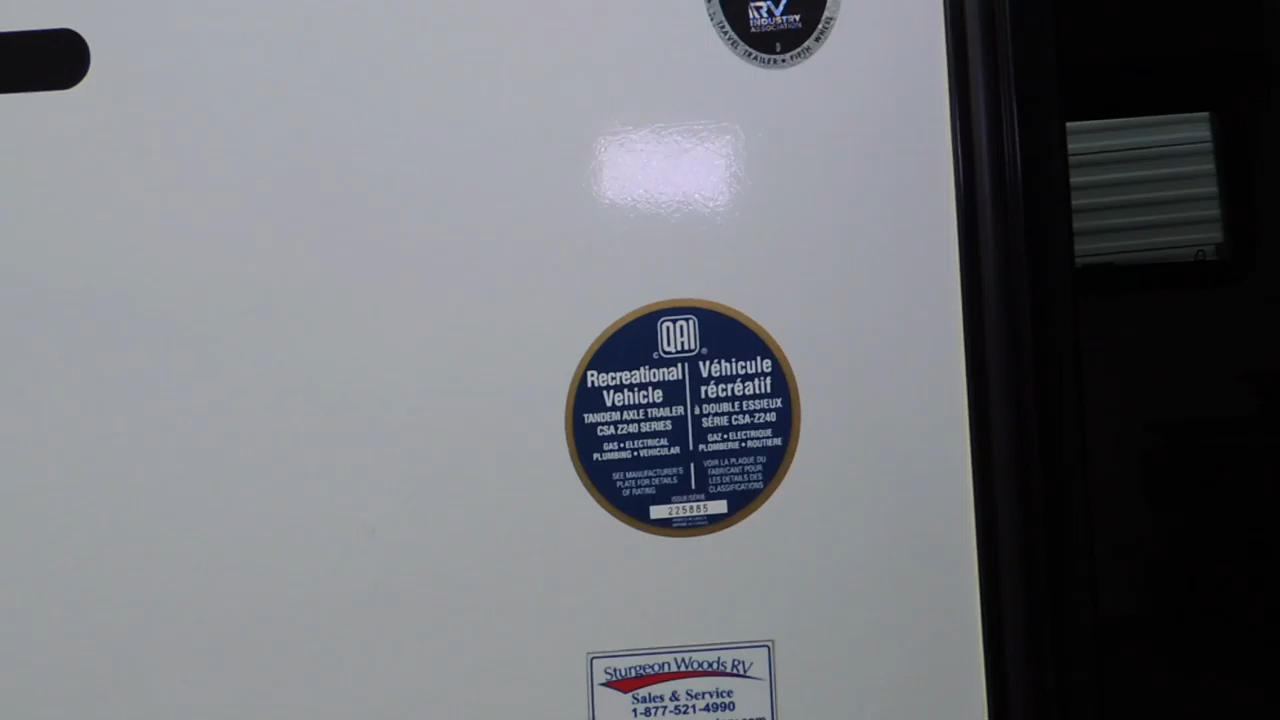 RV
INDUSTRY
ASSOCIATION
TRAVEL TRAILER • FIFTH WHEEL
QAI
C ®
Recreational
Vehicle
TANDEM AXLE TRAILER
CSA Z240 SERIES
GAS • ELECTRICAL
PLUMBING • VEHICULAR
SEE MANUFACTURER'S
PLATE FOR DETAILS
OF RATING
Véhicule
récréatif
à DOUBLE ESSIEUX
SÉRIE CSA-Z240
GAZ • ELECTRIQUE
PLOMBERIE • ROUTIERE
VOIR LA PLAQUE DU
FABRICANT POUR
LES DETAILS DES
CLASSIFICATIONS
ISSUE/SÉRIE
225885
Sturgeon Woods RV
Sales & Service
1-877-521-4990